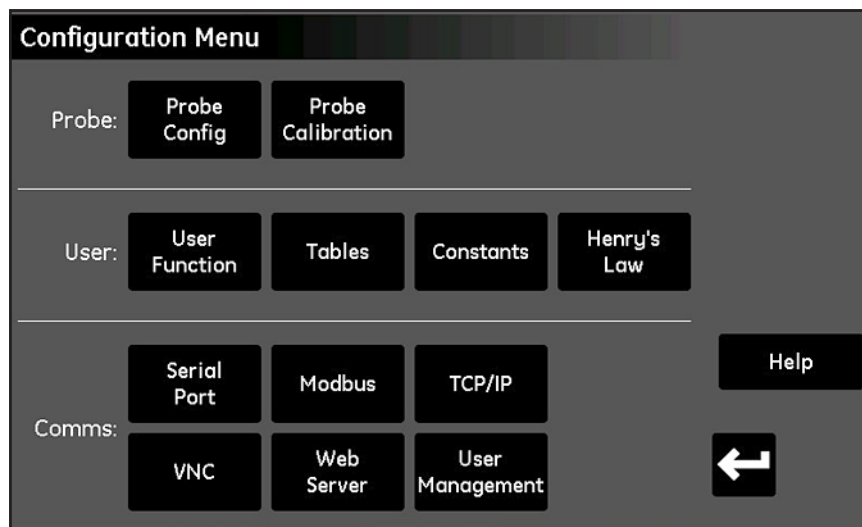 Configuration Menu
Probe:
Probe
Config
Probe
Calibration
User:
User
Function
Tables
Constants
Henry's
Law
Comms:
Serial
Port
Modbus
TCP/IP
VNC
Web
Server
User
Management
Help